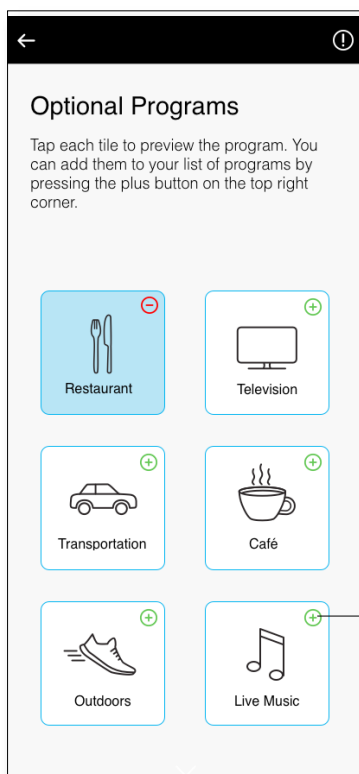 Optional Programs
Tap each tile to preview the program. You
can add them to your list of programs by
pressing the plus button on the top right
corner.
Restaurant
Television
Transportation
Café
Outdoors
Live Music